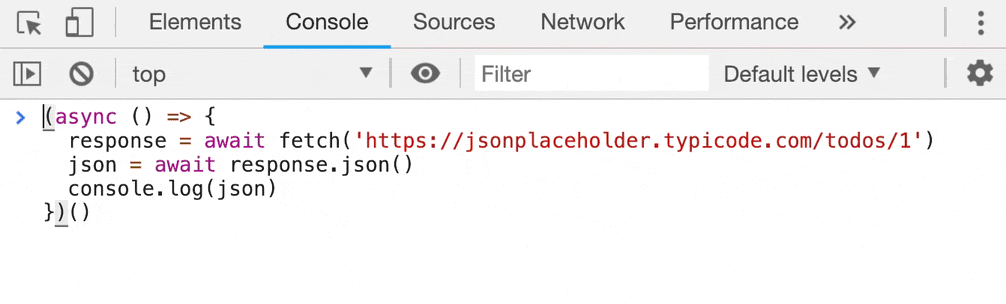 Elements Console Sources Network Performance »
top Filter Default levels
(async () => {
  response = await fetch('https://jsonplaceholder.typicode.com/todos/1')
  json = await response.json()
  console.log(json)
})()